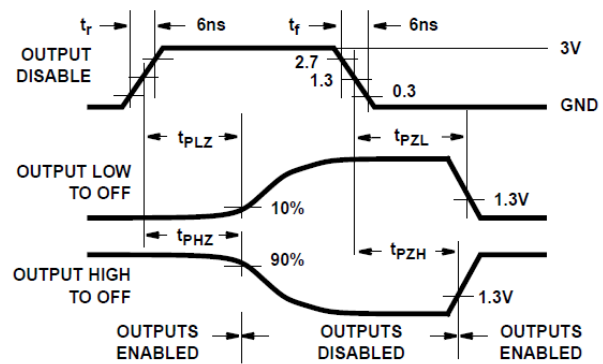 tr 6ns tf 6ns
OUTPUT
DISABLE
3V
2.7
1.3
0.3
GND
tPLZ tPZL
OUTPUT LOW
TO OFF
10%
1.3V
tPHZ tPZH
90%
OUTPUT HIGH
TO OFF
1.3V
OUTPUTS
ENABLED
OUTPUTS
DISABLED
OUTPUTS
ENABLED